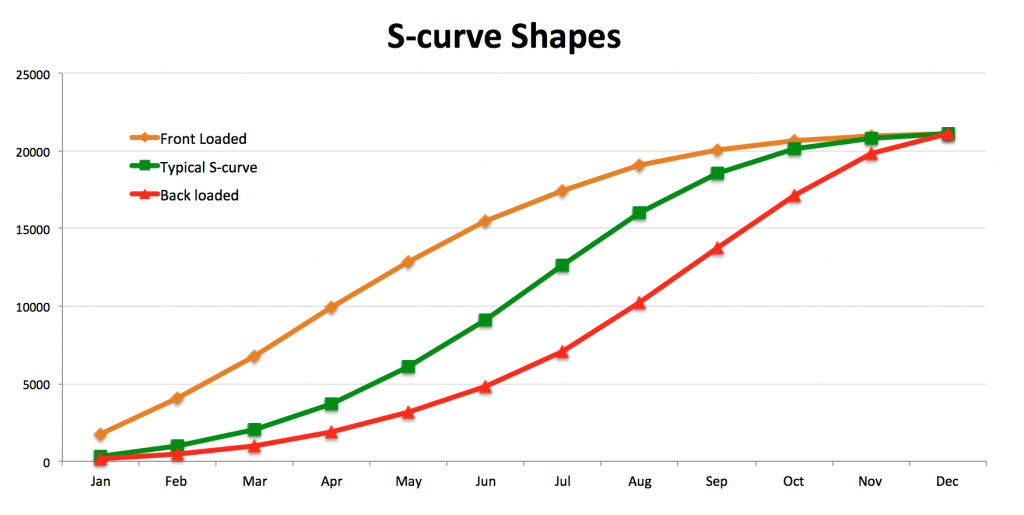 S-curve Shapes
25000
20000
15000
10000
5000
0
Front Loaded
Typical S-curve
Back loaded
Jan Feb Mar Apr May Jun Jul Aug Sep Oct Nov Dec